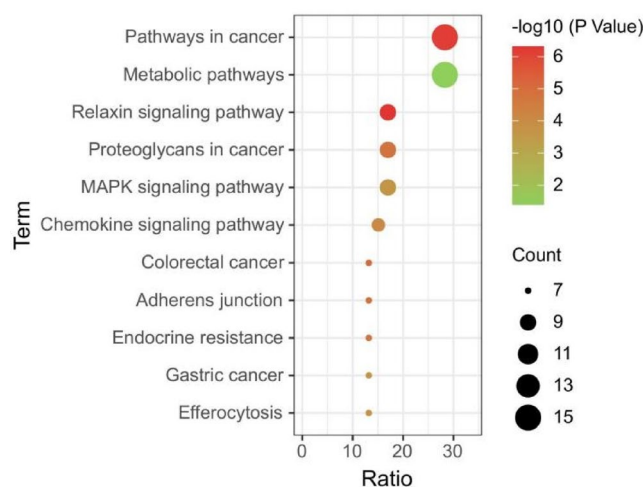 Pathways in cancer
Metabolic pathways
Relaxin signaling pathway
Proteoglycans in cancer
MAPK signaling pathway
Chemokine signaling pathway
Colorectal cancer
Adherens junction
Endocrine resistance
Gastric cancer
Efferocytosis
Term
0 10 20 30
Ratio
-log10 (P Value)
6
5
4
3
2
Count
7
9
11
13
15